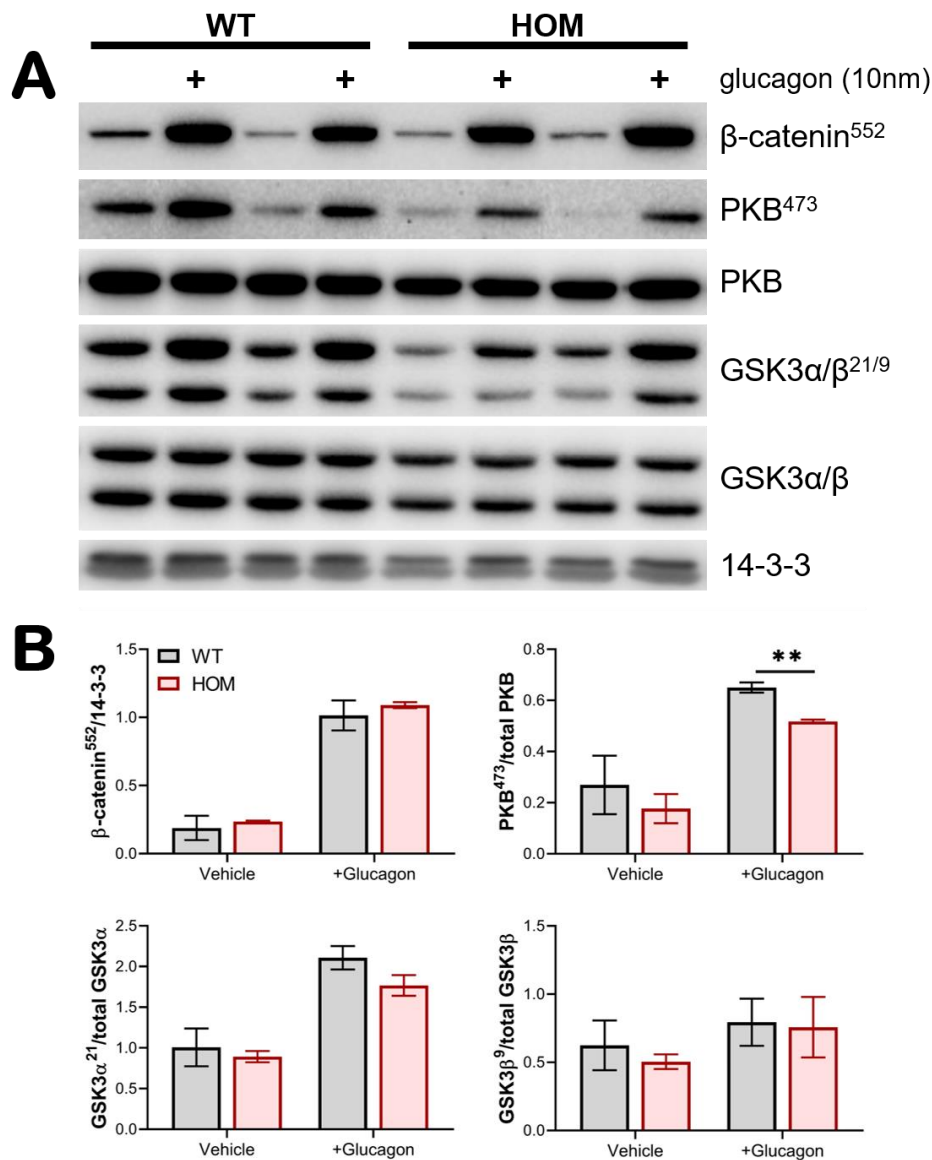 WT HOM
A
+ + + + glucagon (10nm)
β-catenin⁵⁵²
PKB⁴⁷³
PKB
GSK3α/β²¹/⁹
GSK3α/β
14-3-3
B
β-catenin⁵⁵²/14-3-3
1.5
1.0
0.5
0.0
WT
HOM
Vehicle +Glucagon
PKB⁴⁷³/total PKB
0.8
0.6
0.4
0.2
0.0
**
Vehicle +Glucagon
GSK3α²¹/total GSK3α
2.5
2.0
1.5
1.0
0.5
0.0
Vehicle +Glucagon
GSK3β⁹/total GSK3β
1.5
1.0
0.5
0.0
Vehicle +Glucagon